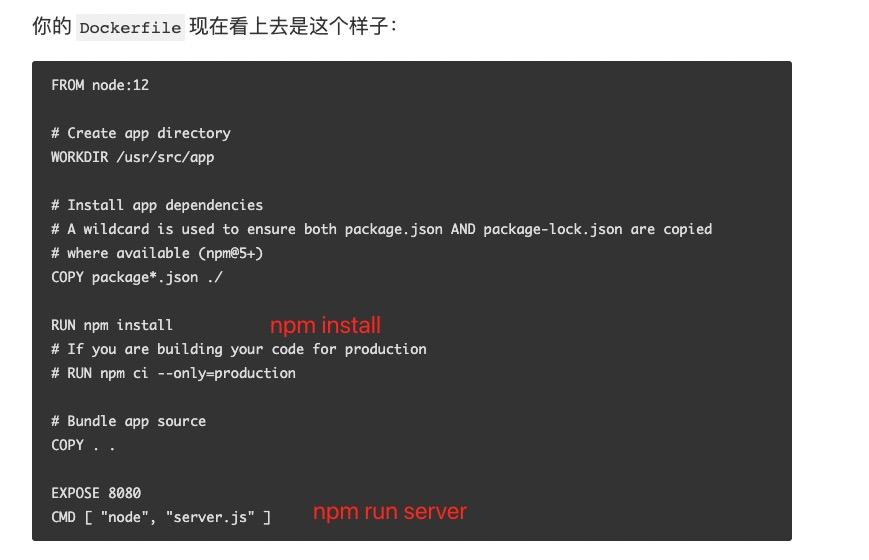 你的 Dockerfile 现在看上去是这个样子：
FROM node:12
# Create app directory
WORKDIR /usr/src/app
# Install app dependencies
# A wildcard is used to ensure both package.json AND package-lock.json are copied
# where available (npm@5+)
COPY package*.json ./
RUN npm install npm install
# If you are building your code for production
# RUN npm ci --only=production
# Bundle app source
COPY . .
EXPOSE 8080
CMD [ "node", "server.js" ] npm run server